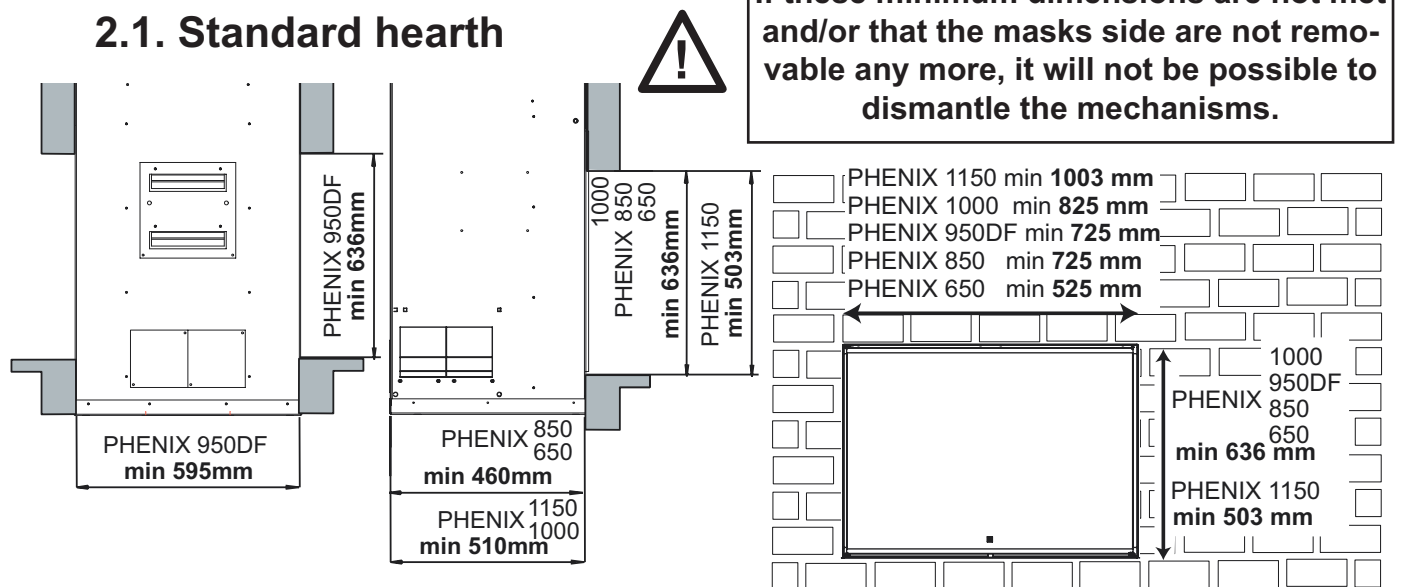 2.1. Standard hearth
and/or that the masks side are not remo-
vable any more, it will not be possible to
dismantle the mechanisms.
PHENIX 950DF
min 636mm
PHENIX 950DF
min 595mm
1000
PHENIX 850
650
min 636mm
PHENIX 1150
min 503mm
PHENIX 850
650
min 460mm
PHENIX 1150
1000
min 510mm
PHENIX 1150 min 1003 mm
PHENIX 1000 min 825 mm
PHENIX 950DF min 725 mm
PHENIX 850 min 725 mm
PHENIX 650 min 525 mm
1000
950DF
PHENIX
850
650
min 636 mm
PHENIX 1150
min 503 mm